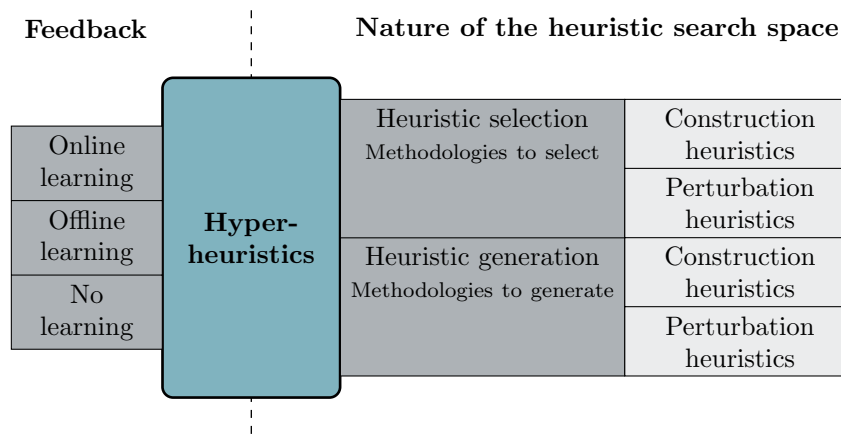 Feedback
Nature of the heuristic search space
Online
learning
Offline
learning
No
learning
Hyper-
heuristics
Heuristic selection
Methodologies to select
Construction
heuristics
Perturbation
heuristics
Heuristic generation
Methodologies to generate
Construction
heuristics
Perturbation
heuristics